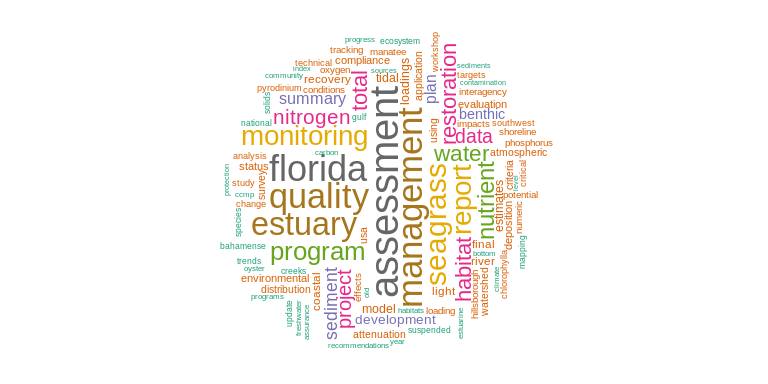 progress
ecosystem
workshop
tracking
manatee
technical
compliance
sediments
index
oxygen
sources
tidal
application
restoration
targets
community
recovery
total
loadings
plan
contamination
pyrodinium
conditions
interagency
solids
summary
evaluation
benthic
gulf
nitrogen
national
impacts
southwest
monitoring
using
data
shoreline
phosphorus
carbon
assessment
water
atmospheric
analysis
florida
management
status
protection
survey
seagrass
report
nutrient
criteria
critical
study
level
ccmp
quality
potential
change
estimates
species
estuary
deposition
numeric
usa
bahamense
program
habitat
final
bottom
mapping
trends
river
oyster
creeks
environmental
effects
light
watershed
climate
chlorophylla
distribution
coastal
old
programs
project
sediment
model
habitats
loading
hillsborough
update
freshwater
assurance
development
suspended
estuarine
attenuation
year
recommendations